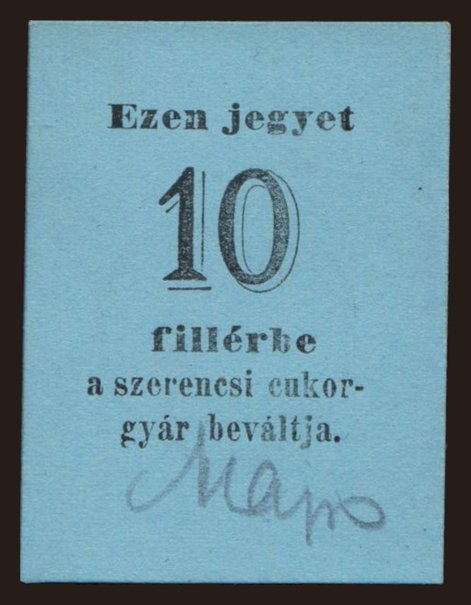 Ezen jegyet
10
fillérbe
a szerencsi cukor-
gyár beváltja.